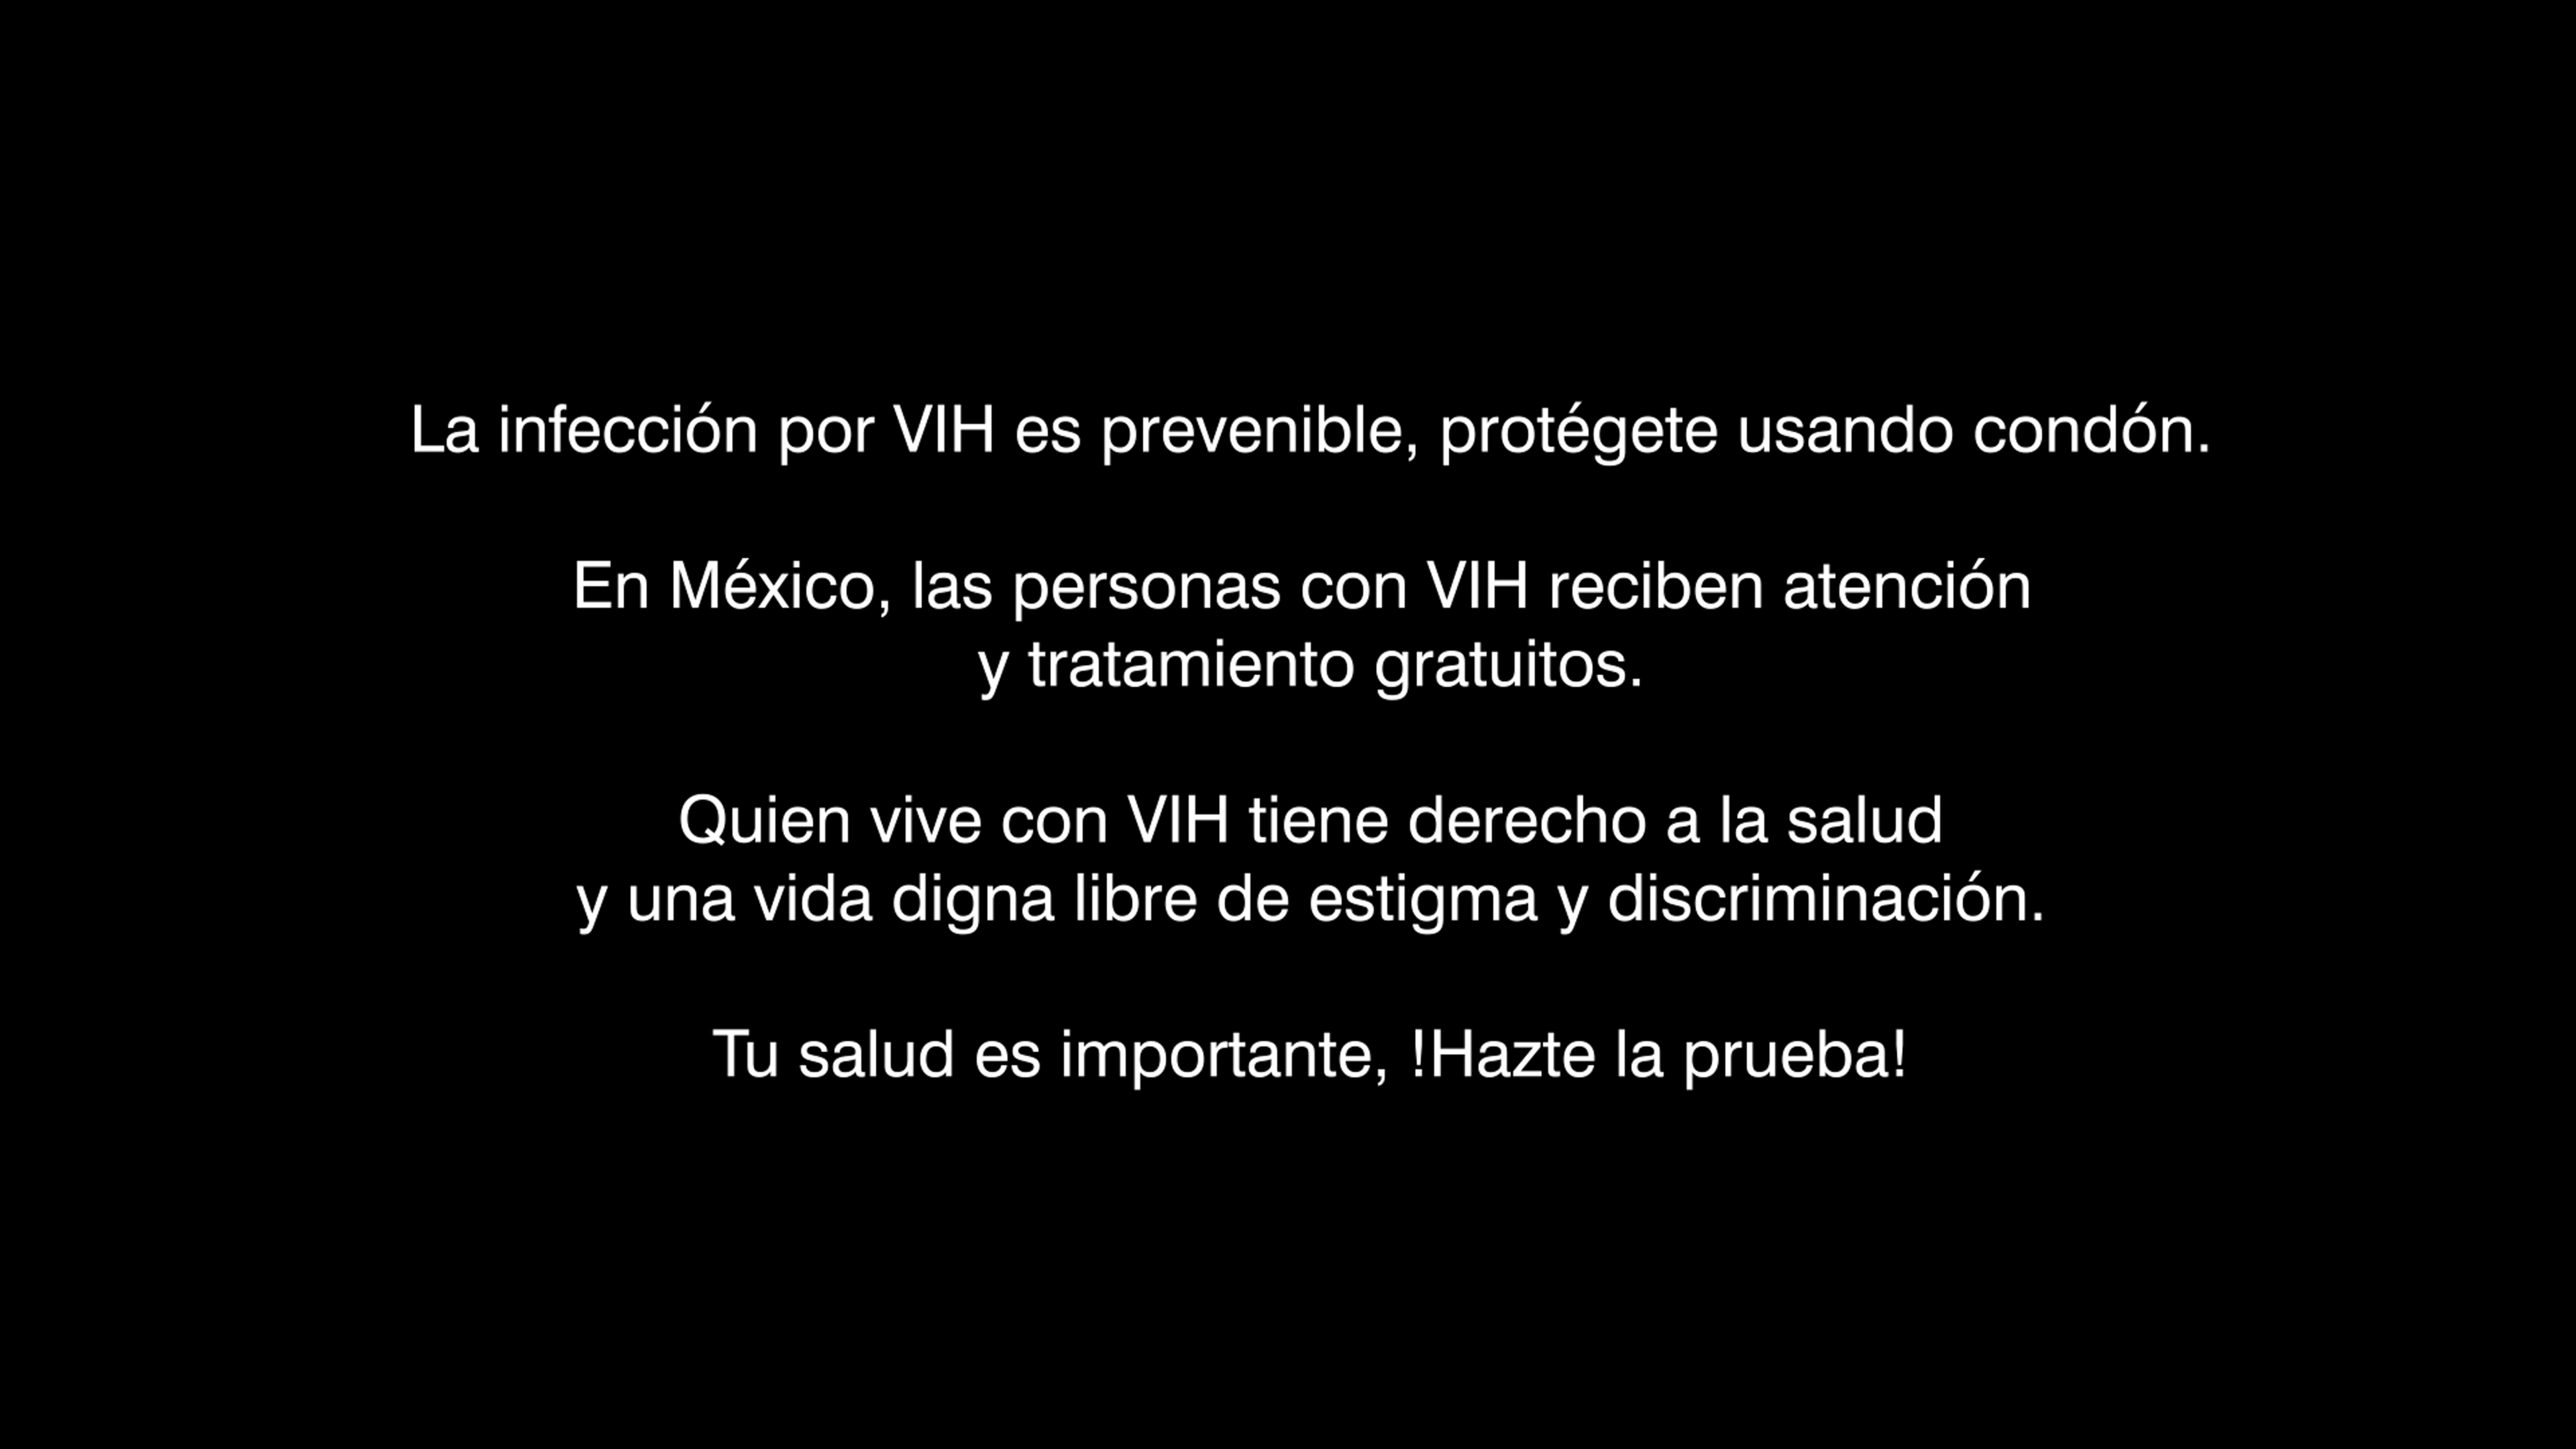 La infección por VIH es prevenible, protégete usando condón.
En México, las personas con VIH reciben atención
y tratamiento gratuitos.
Quien vive con VIH tiene derecho a la salud
y una vida digna libre de estigma y discriminación.
Tu salud es importante, !Hazte la prueba!